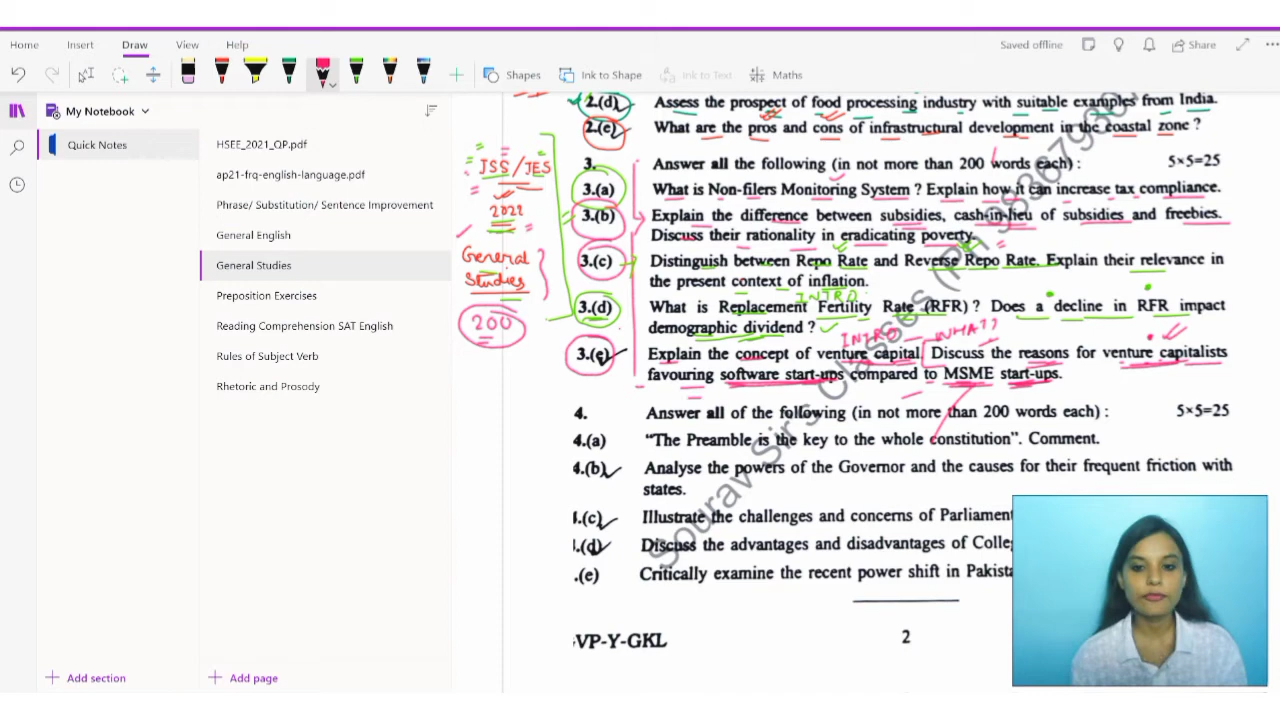 Home Insert Draw View Help Saved offline Share
Shapes Ink to Shape Ink to Text Maths
My Notebook
Quick Notes
HSEE_2021_QP.pdf
ap21-frq-english-language.pdf
Phrase/ Substitution/ Sentence Improvement
General English
General Studies
Preposition Exercises
Reading Comprehension SAT English
Rules of Subject Verb
Rhetoric and Prosody
Add section
Add page
JSS/JES
2022
General
Studies
200
2.(d) Assess the prospect of food processing industry with suitable examples from India.
2.(e) What are the pros and cons of infrastructural development in the coastal zone ?
3. Answer all the following (in not more than 200 words each) : 5×5=25
3.(a) What is Non-filers Monitoring System ? Explain how it can increase tax compliance.
3.(b) Explain the difference between subsidies, cash-in-lieu of subsidies and freebies.
Discuss their rationality in eradicating poverty.
3.(c) Distinguish between Repo Rate and Reverse Repo Rate. Explain their relevance in
the present context of inflation.
INTRO
3.(d) What is Replacement Fertility Rate (RFR) ? Does a decline in RFR impact
demographic dividend ?
INTRO WHAT?
3.(e) Explain the concept of venture capital. Discuss the reasons for venture capitalists
favouring software start-ups compared to MSME start-ups.
4. Answer all of the following (in not more than 200 words each) : 5×5=25
4.(a) “The Preamble is the key to the whole constitution”. Comment.
4.(b) Analyse the powers of the Governor and the causes for their frequent friction with
states.
.(c) Illustrate the challenges and concerns of Parliament
.(d) Discuss the advantages and disadvantages of Colle
.(e) Critically examine the recent power shift in Pakist
VP-Y-GKL 2
Sourav Sir's Classes (PH 98367930